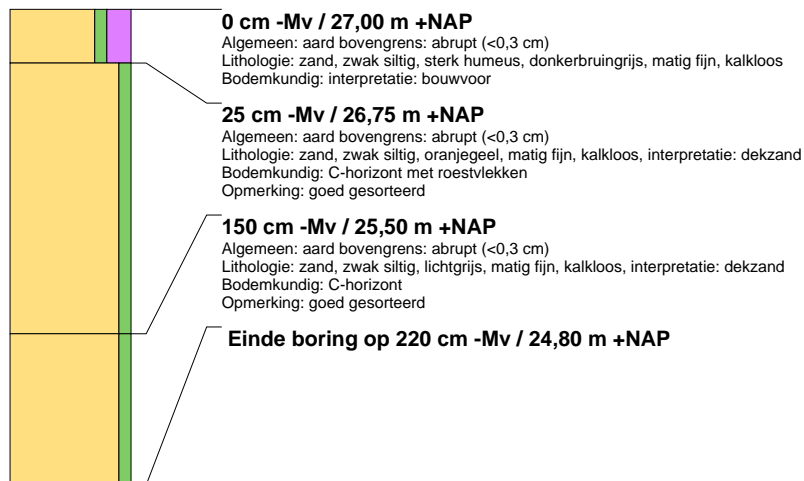 0 cm -Mv / 27,00 m +NAP
Algemeen: aard bovengrens: abrupt (<0,3 cm)
Lithologie: zand, zwak siltig, sterk humeus, donkerbruingrijs, matig fijn, kalkloos
Bodemkundig: interpretatie: bouwvoor
25 cm -Mv / 26,75 m +NAP
Algemeen: aard bovengrens: abrupt (<0,3 cm)
Lithologie: zand, zwak siltig, oranjegeel, matig fijn, kalkloos, interpretatie: dekzand
Bodemkundig: C-horizont met roestvlekken
Opmerking: goed gesorteerd
150 cm -Mv / 25,50 m +NAP
Algemeen: aard bovengrens: abrupt (<0,3 cm)
Lithologie: zand, zwak siltig, lichtgrijs, matig fijn, kalkloos, interpretatie: dekzand
Bodemkundig: C-horizont
Opmerking: goed gesorteerd
Einde boring op 220 cm -Mv / 24,80 m +NAP